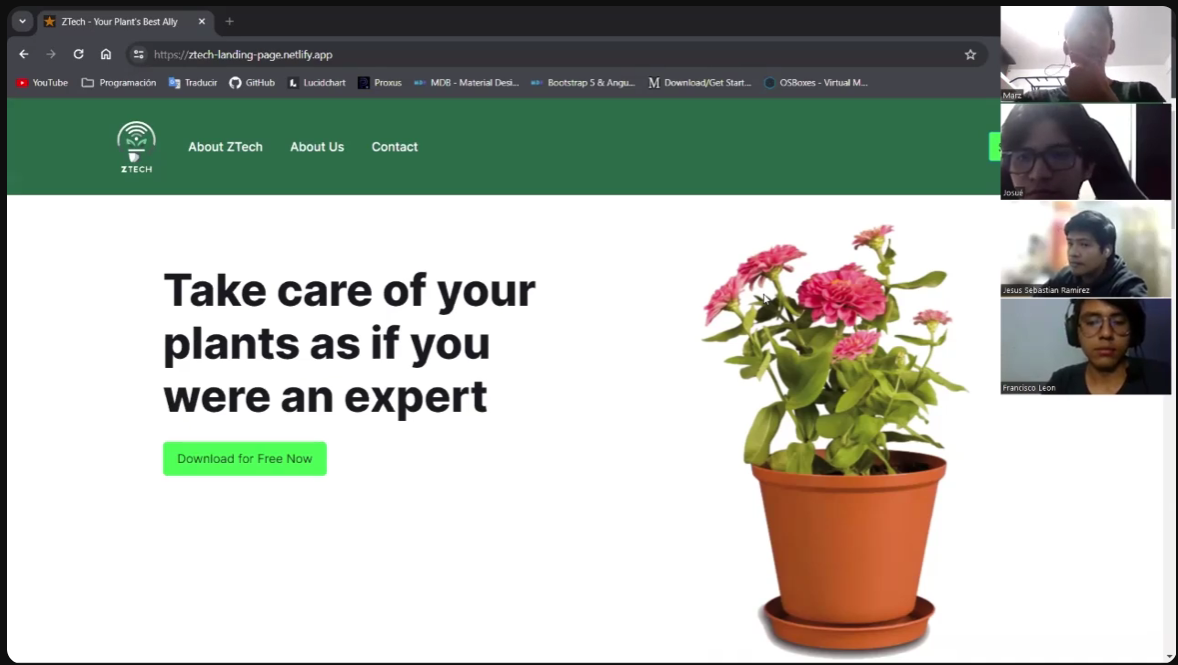 ZTech - Your Plant's Best Ally
https://ztech-landing-page.netlify.app
YouTube Programación Traducir GitHub Lucidchart Proxus MDB - Material Desi... Bootstrap 5 & Angu... Download/Get Start... OSBoxes - Virtual M...
ZTECH
About ZTech About Us Contact
Take care of your
plants as if you
were an expert
Download for Free Now
Marz
Josué
Jesus Sebastian Ramirez
Francisco Leon